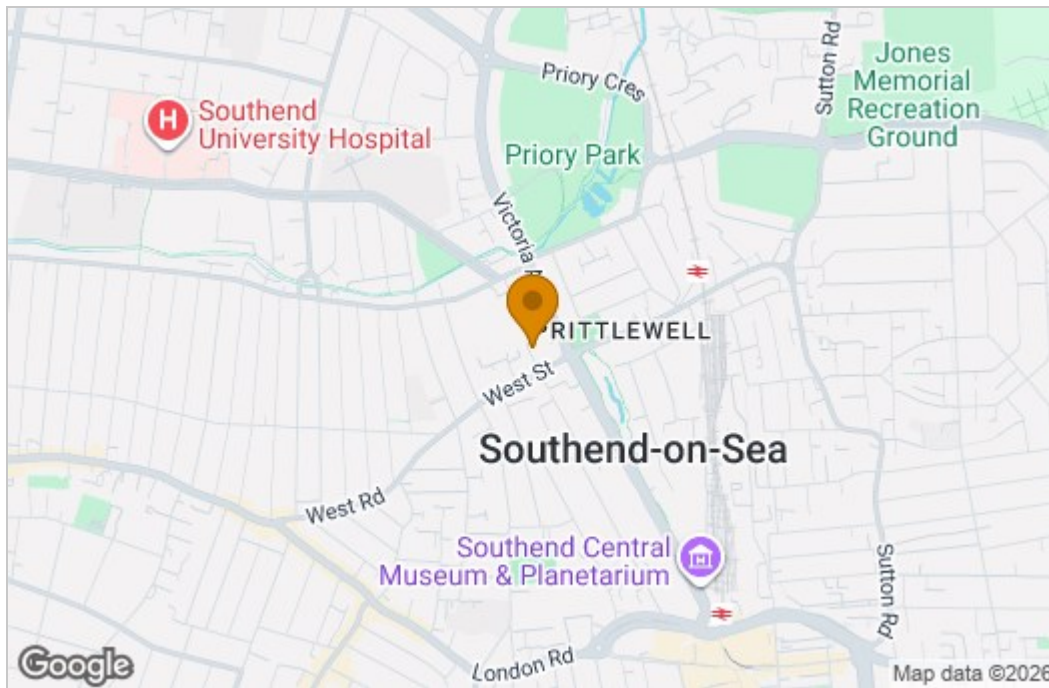 Jones
Memorial
Recreation
Ground
Sutton Rd
Priory Cres
H
Southend
University Hospital
Priory Park
Victoria
PRITTLEWELL
West St
Southend-on-Sea
West Rd
Southend Central
Museum & Planetarium
Sutton Rd
London Rd
Google
Map data ©2026